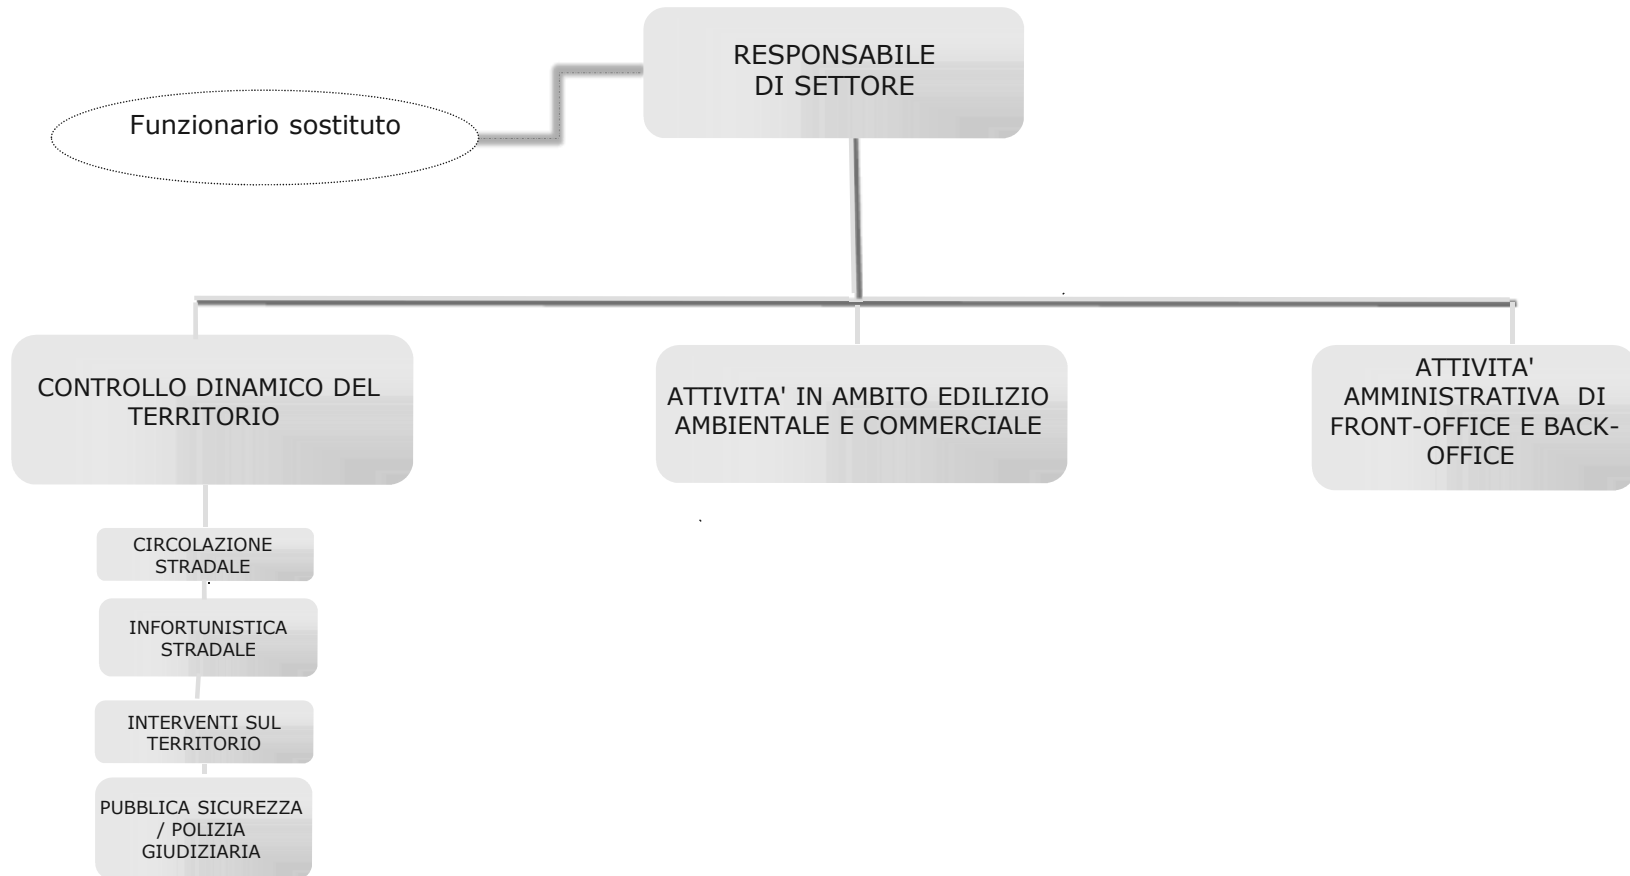 RESPONSABILE
DI SETTORE
Funzionario sostituto
CONTROLLO DINAMICO DEL
TERRITORIO
ATTIVITA' IN AMBITO EDILIZIO
AMBIENTALE E COMMERCIALE
ATTIVITA'
AMMINISTRATIVA DI
FRONT-OFFICE E BACK-
OFFICE
CIRCOLAZIONE
STRADALE
INFORTUNISTICA
STRADALE
INTERVENTI SUL
TERRITORIO
PUBBLICA SICUREZZA
/ POLIZIA
GIUDIZIARIA